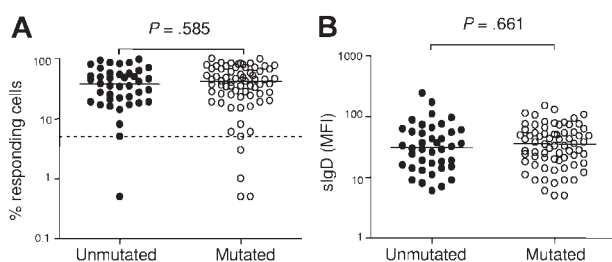 A
P = .585
% responding cells
100
10
1
0.1
Unmutated
Mutated
B
P = .661
sIgD (MFI)
1000
100
10
1
Unmutated
Mutated